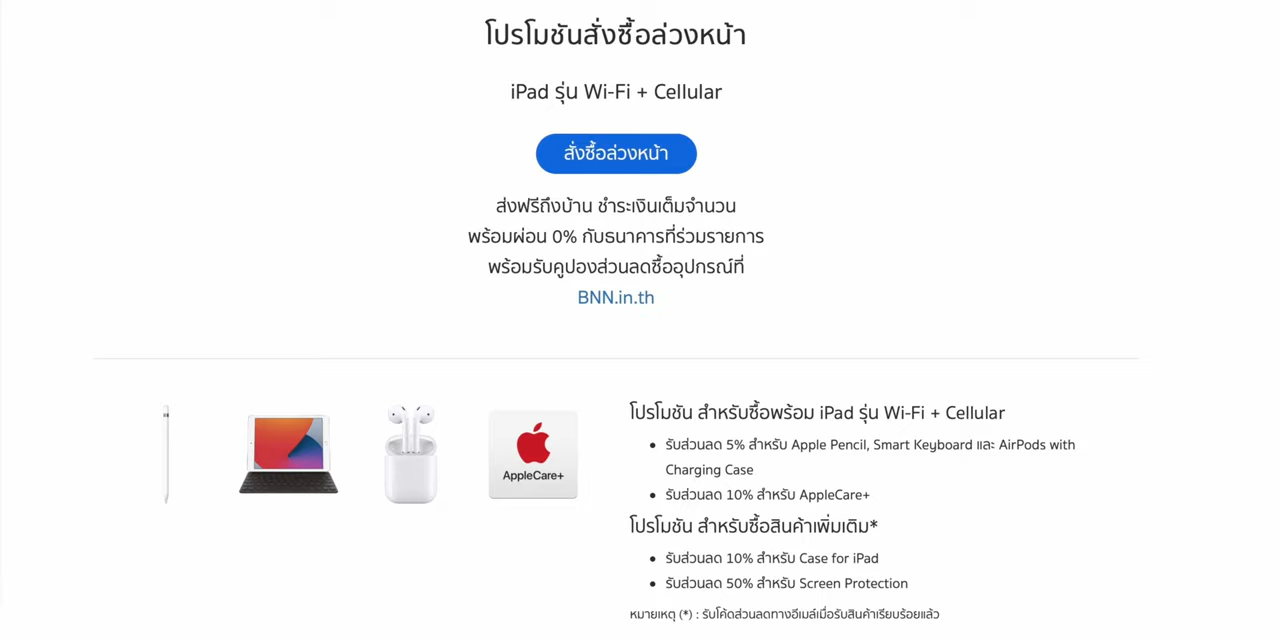 โปรโมชันสั่งซื้อล่วงหน้า
iPad รุ่น Wi-Fi + Cellular
สั่งซื้อล่วงหน้า
ส่งฟรีถึงบ้าน ชำระเงินเต็มจำนวน
พร้อมผ่อน 0% กับธนาคารที่ร่วมรายการ
พร้อมรับคูปองส่วนลดซื้ออุปกรณ์ที่
BNN.in.th
AppleCare+
โปรโมชัน สำหรับซื้อพร้อม iPad รุ่น Wi-Fi + Cellular
• รับส่วนลด 5% สำหรับ Apple Pencil, Smart Keyboard และ AirPods with
Charging Case
• รับส่วนลด 10% สำหรับ AppleCare+
โปรโมชัน สำหรับซื้อสินค้าเพิ่มเติม*
• รับส่วนลด 10% สำหรับ Case for iPad
• รับส่วนลด 50% สำหรับ Screen Protection
หมายเหตุ (*) : รับโค้ดส่วนลดทางอีเมล์เมื่อรับสินค้าเรียบร้อยแล้ว